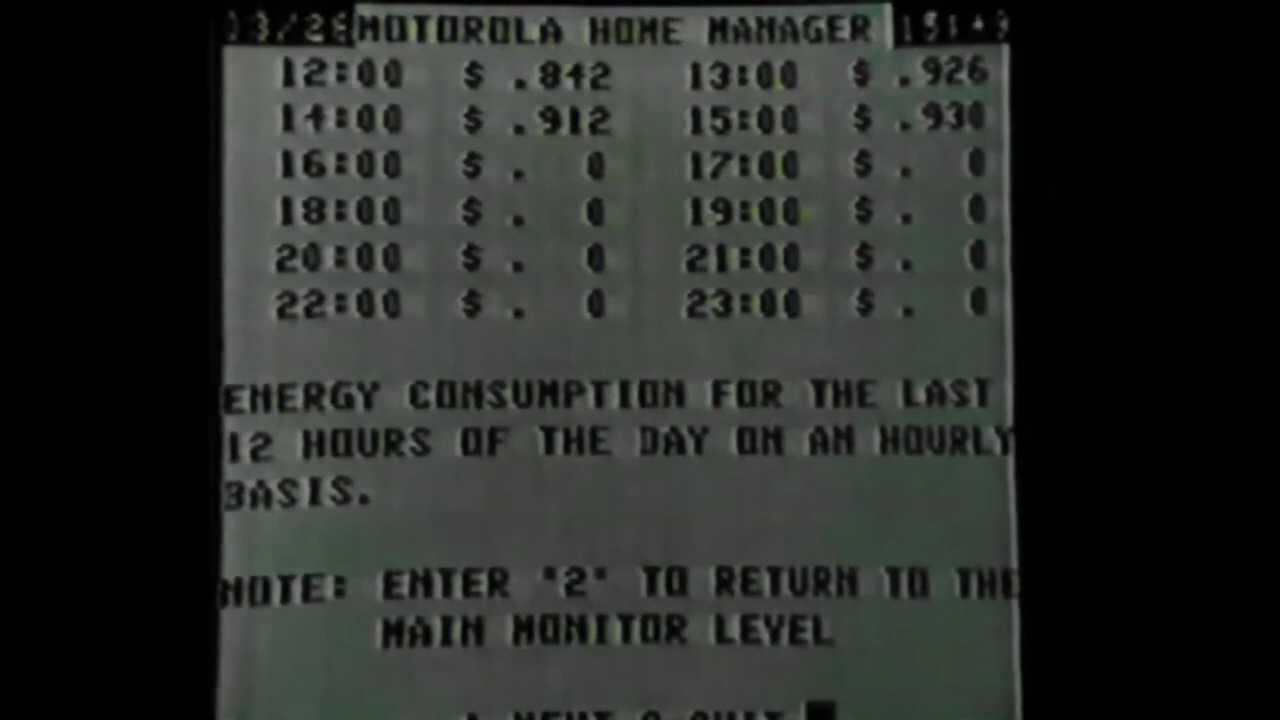 MOTOROLA HOME MANAGER
12:00 $ .842 13:00 $ .926
14:00 $ .912 15:00 $ .930
16:00 $ . 0 17:00 $ . 0
18:00 $ . 0 19:00 $ . 0
20:00 $ . 0 21:00 $ . 0
22:00 $ . 0 23:00 $ . 0
ENERGY CONSUMPTION FOR THE LAST
12 HOURS OF THE DAY ON AN HOURLY
BASIS.
NOTE: ENTER "2" TO RETURN TO THE
MAIN MONITOR LEVEL